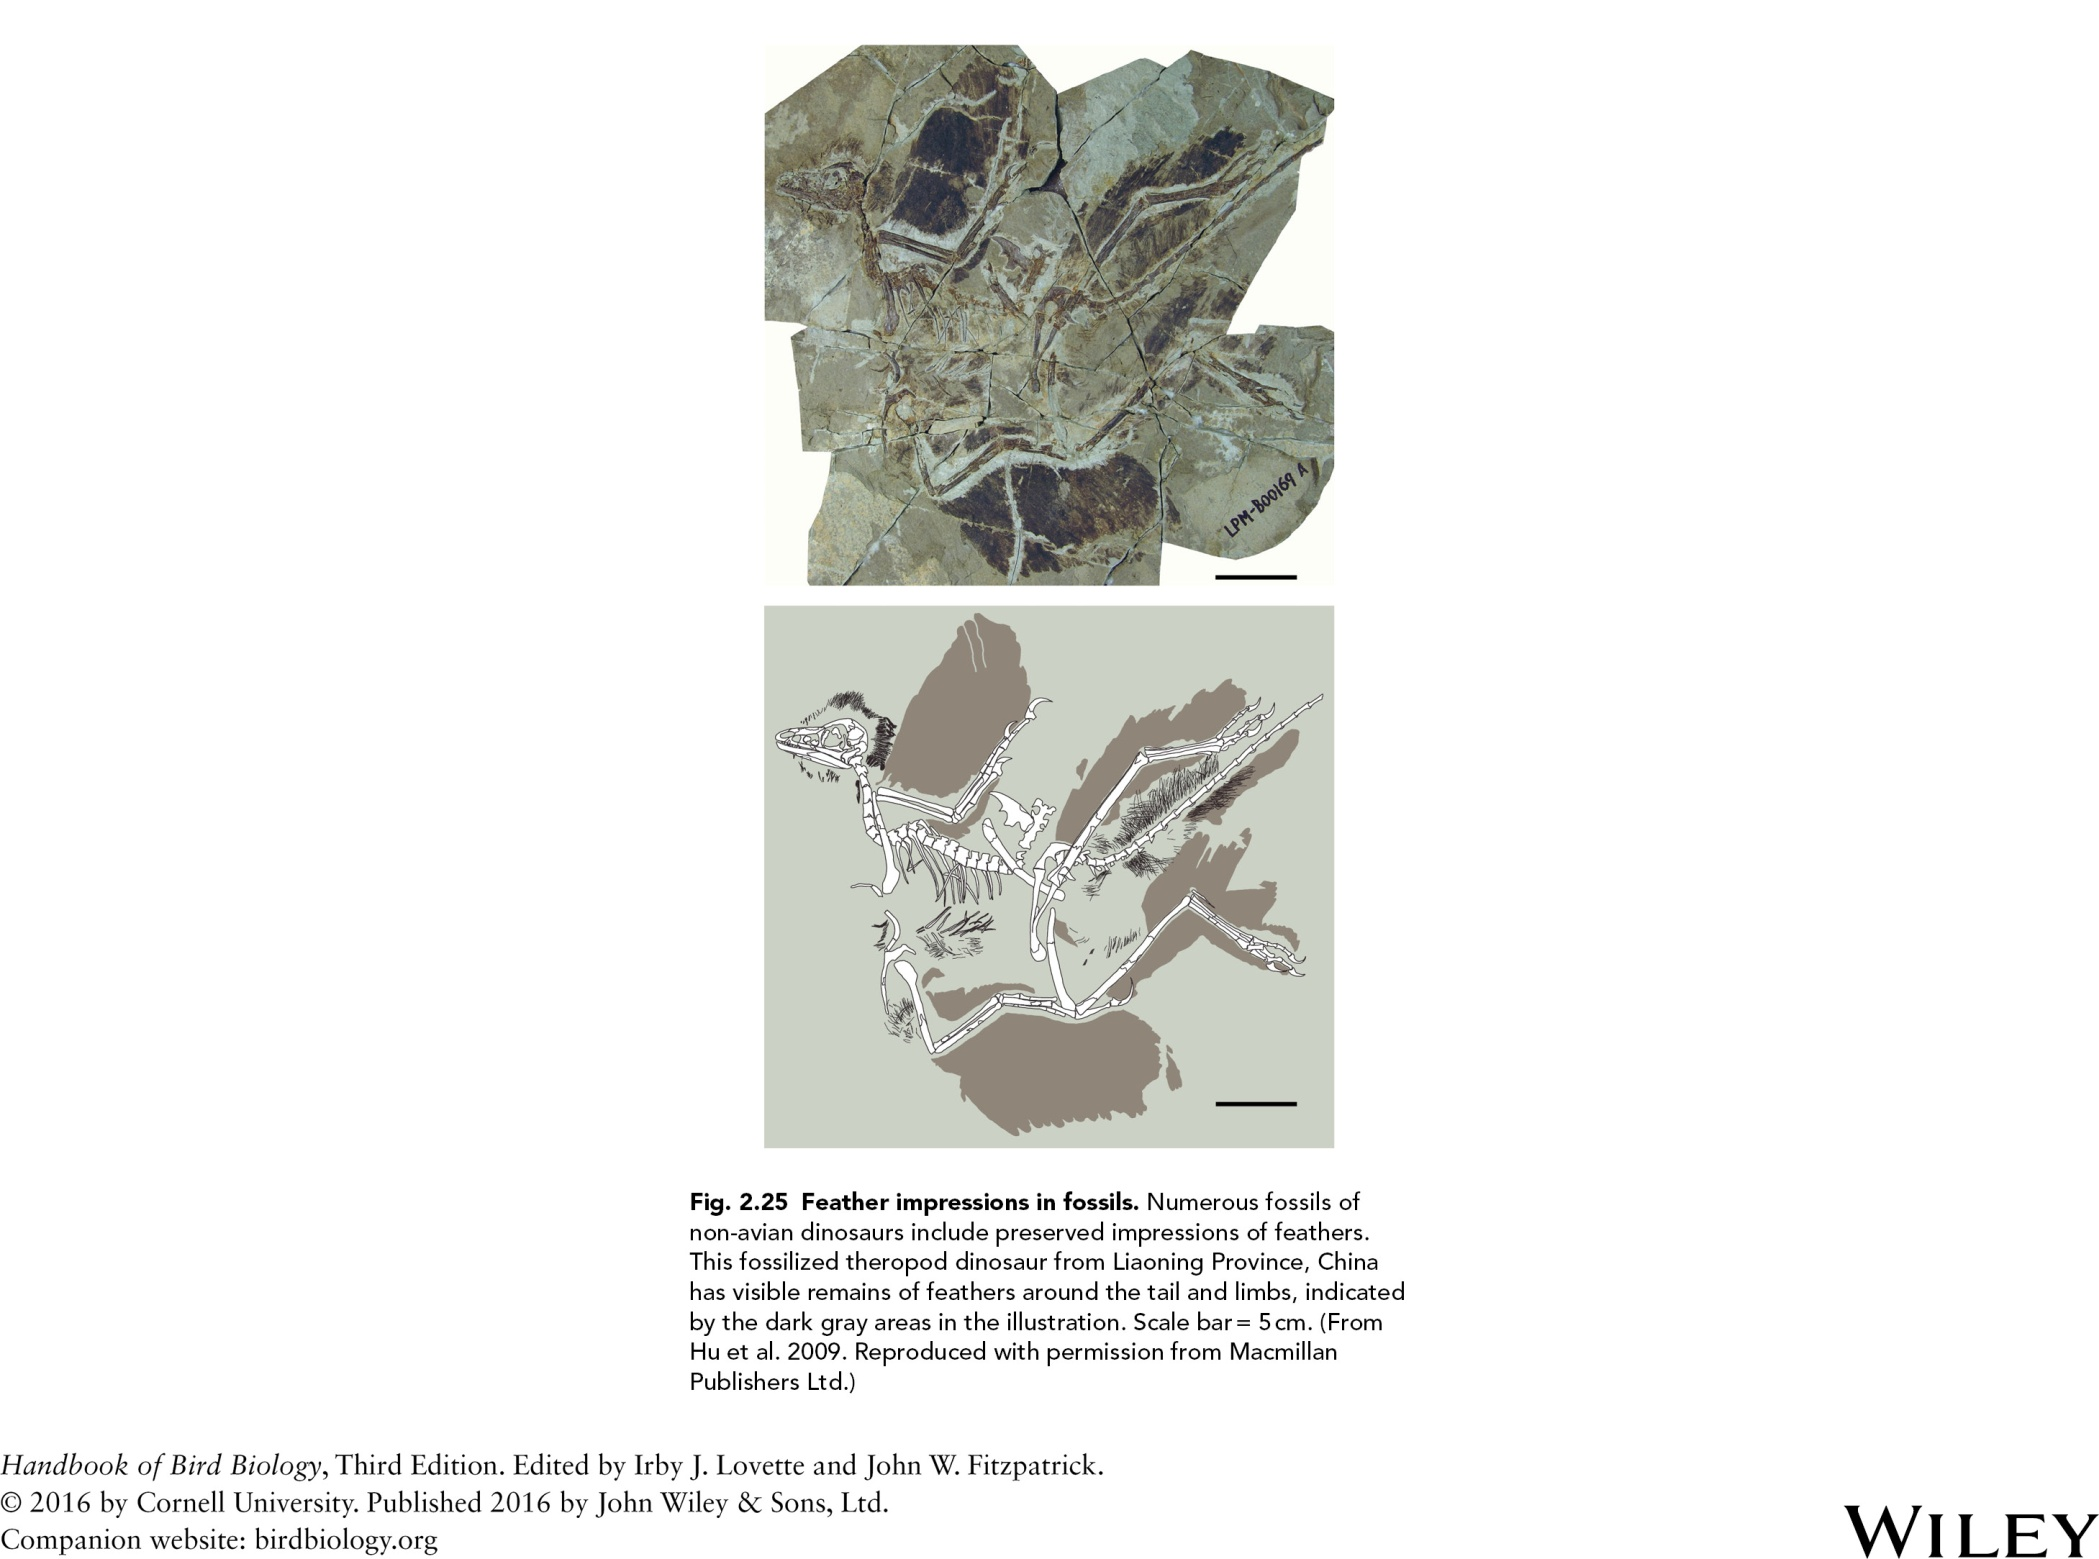 LPM-B00169 A
Fig. 2.25 Feather impressions in fossils. Numerous fossils of
non-avian dinosaurs include preserved impressions of feathers.
This fossilized theropod dinosaur from Liaoning Province, China
has visible remains of feathers around the tail and limbs, indicated
by the dark gray areas in the illustration. Scale bar = 5 cm. (From
Hu et al. 2009. Reproduced with permission from Macmillan
Publishers Ltd.)
Handbook of Bird Biology, Third Edition. Edited by Irby J. Lovette and John W. Fitzpatrick.
© 2016 by Cornell University. Published 2016 by John Wiley & Sons, Ltd.
Companion website: birdbiology.org
WILEY